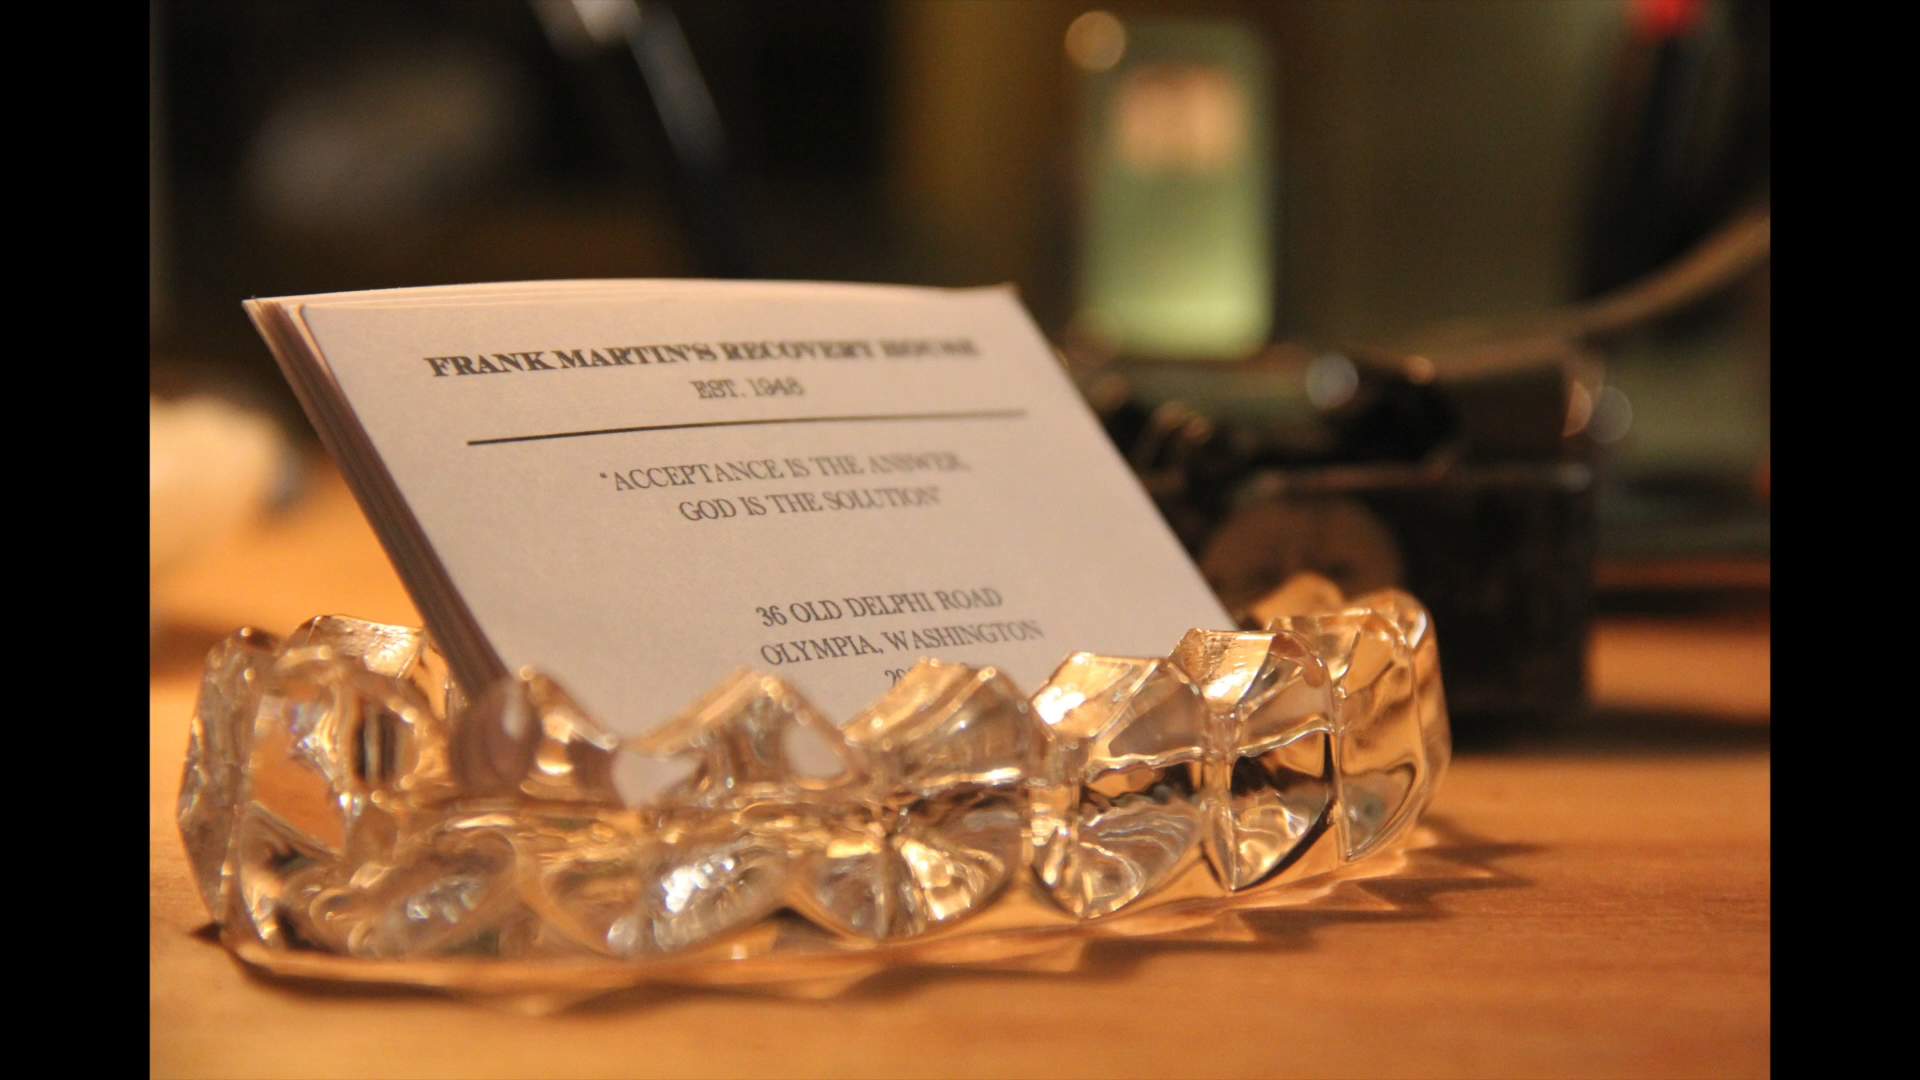 FRANK MARTIN'S RECOVERY HOUSE
EST. 1948
"ACCEPTANCE IS THE ANSWER,
GOD IS THE SOLUTION"
36 OLD DELPHI ROAD
OLYMPIA, WASHINGTON